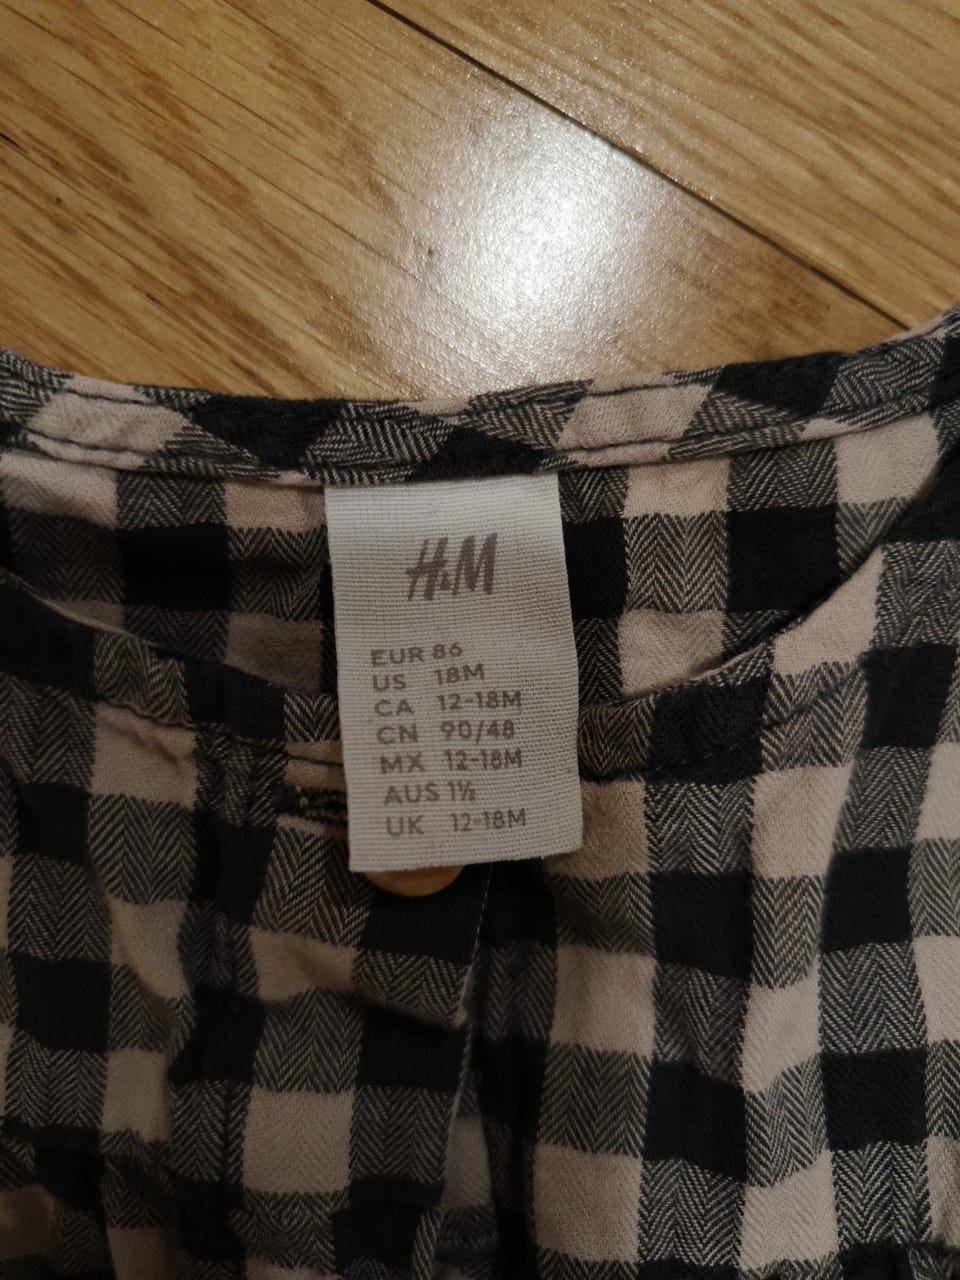 H&M
EUR 86
US 18M
CA 12-18M
CN 90/48
MX 12-18M
AUS 1½
UK 12-18M